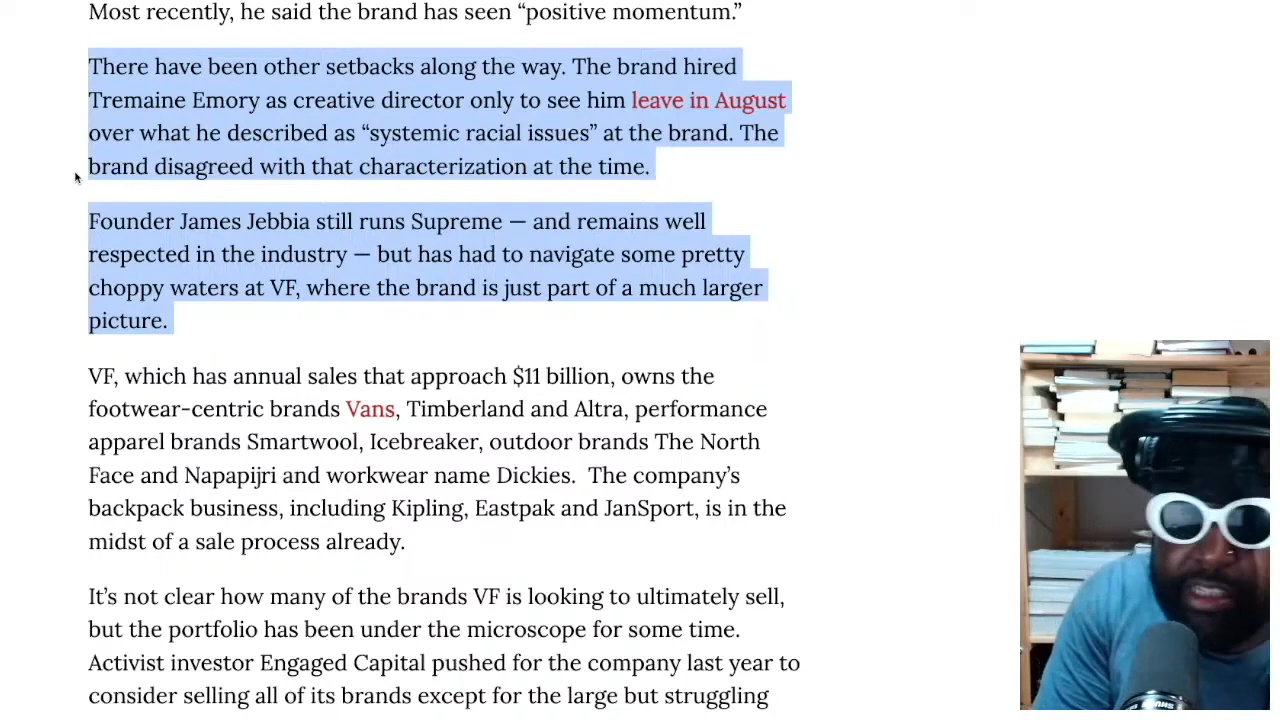 Most recently, he said the brand has seen “positive momentum.”
There have been other setbacks along the way. The brand hired
Tremaine Emory as creative director only to see him leave in August
over what he described as “systemic racial issues” at the brand. The
brand disagreed with that characterization at the time.
Founder James Jebbia still runs Supreme — and remains well
respected in the industry — but has had to navigate some pretty
choppy waters at VF, where the brand is just part of a much larger
picture.
VF, which has annual sales that approach $11 billion, owns the
footwear-centric brands Vans, Timberland and Altra, performance
apparel brands Smartwool, Icebreaker, outdoor brands The North
Face and Napapijri and workwear name Dickies.  The company’s
backpack business, including Kipling, Eastpak and JanSport, is in the
midst of a sale process already.
It’s not clear how many of the brands VF is looking to ultimately sell,
but the portfolio has been under the microscope for some time.
Activist investor Engaged Capital pushed for the company last year to
consider selling all of its brands except for the large but struggling